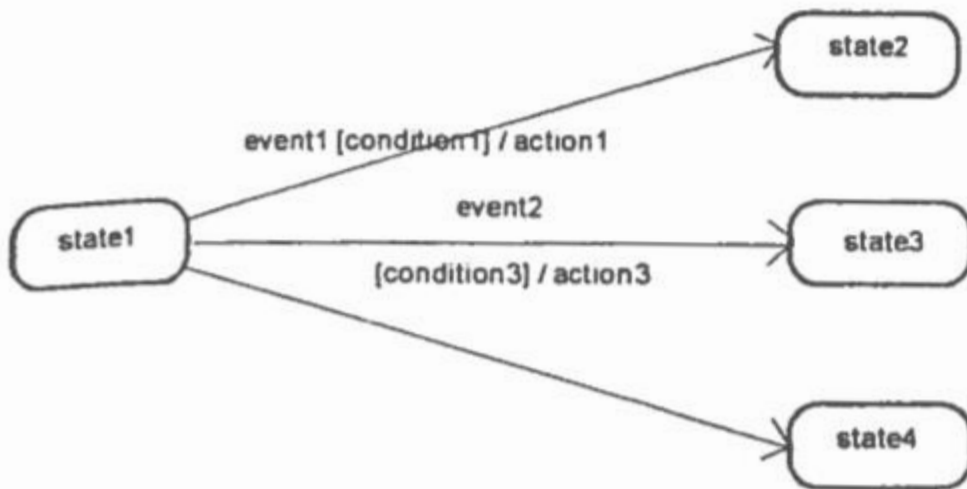 state2
event1 [condition1] / action1
event2
state1
state3
[condition3] / action3
state4